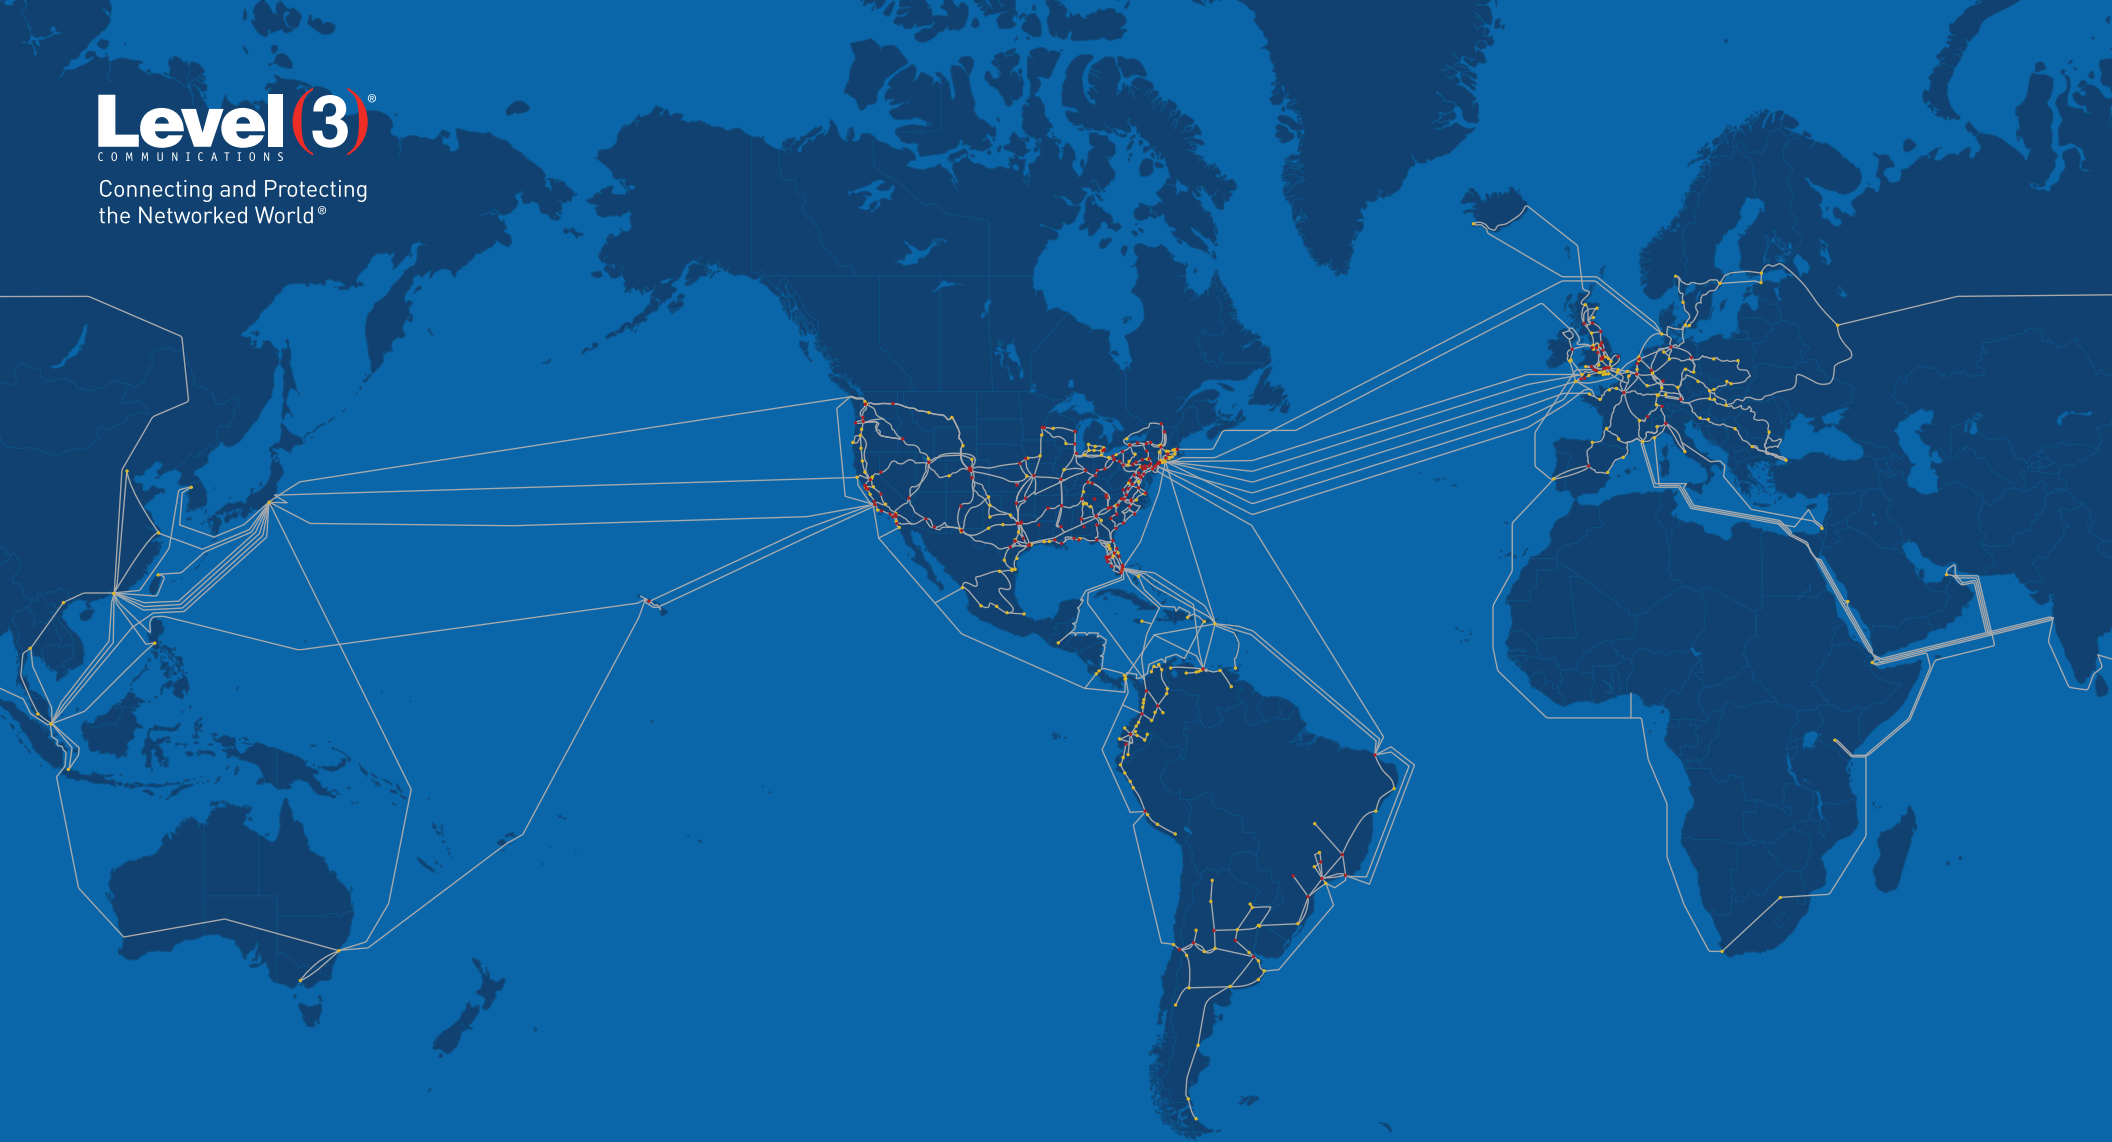 Level(3)®
COMMUNICATIONS
Connecting and Protecting
the Networked World®